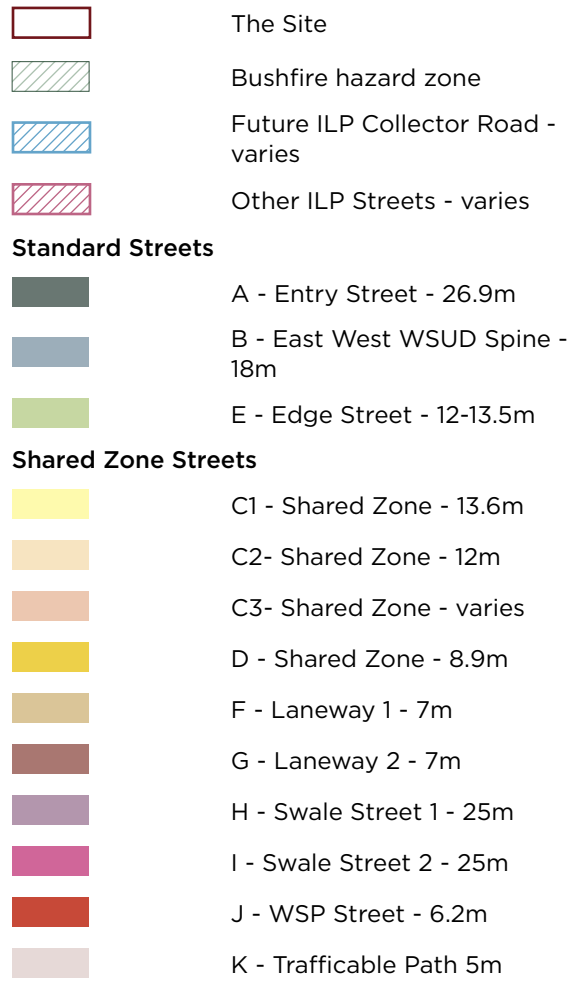 The Site
Bushfire hazard zone
Future ILP Collector Road -
varies
Other ILP Streets - varies
Standard Streets
A - Entry Street - 26.9m
B - East West WSUD Spine -
18m
E - Edge Street - 12-13.5m
Shared Zone Streets
C1 - Shared Zone - 13.6m
C2- Shared Zone - 12m
C3- Shared Zone - varies
D - Shared Zone - 8.9m
F - Laneway 1 - 7m
G - Laneway 2 - 7m
H - Swale Street 1 - 25m
I - Swale Street 2 - 25m
J - WSP Street - 6.2m
K - Trafficable Path 5m